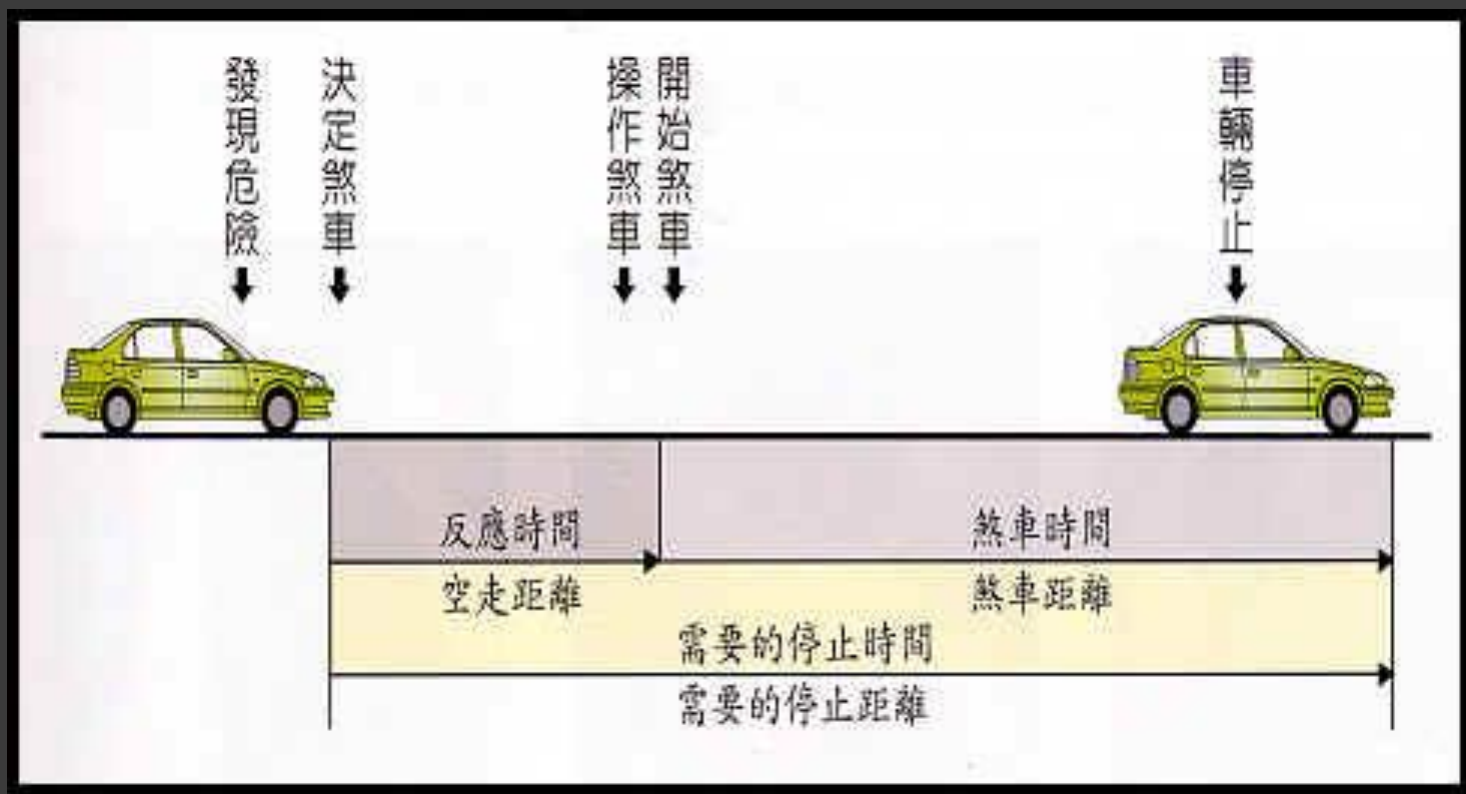 發現危險
決定煞車
操作煞車
開始煞車
車輛停止
反應時間
煞車時間
空走距離
煞車距離
需要的停止時間
需要的停止距離